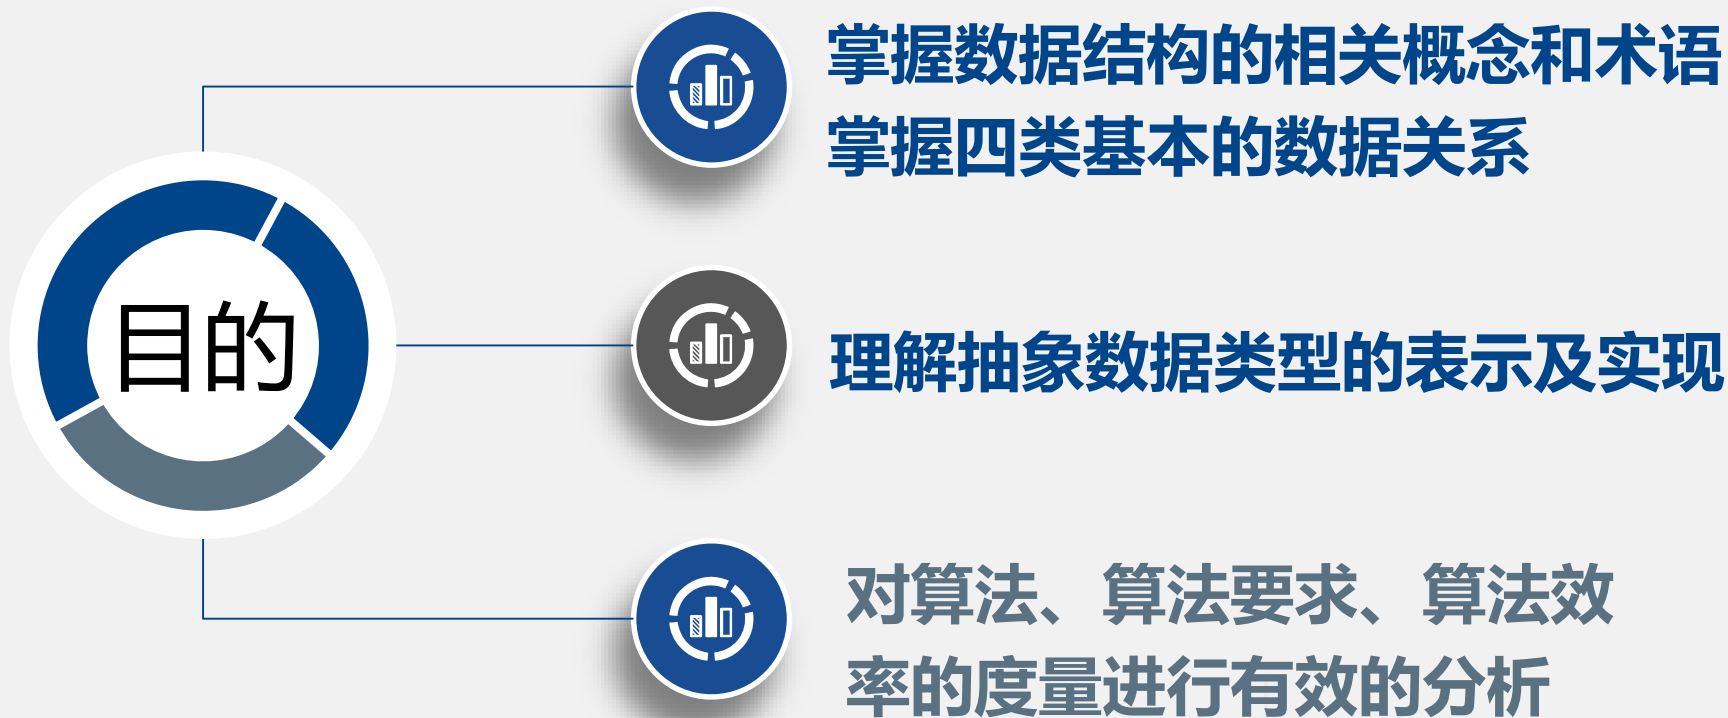 目的
掌握数据结构的相关概念和术语
掌握四类基本的数据关系
理解抽象数据类型的表示及实现
对算法、算法要求、算法效
率的度量进行有效的分析